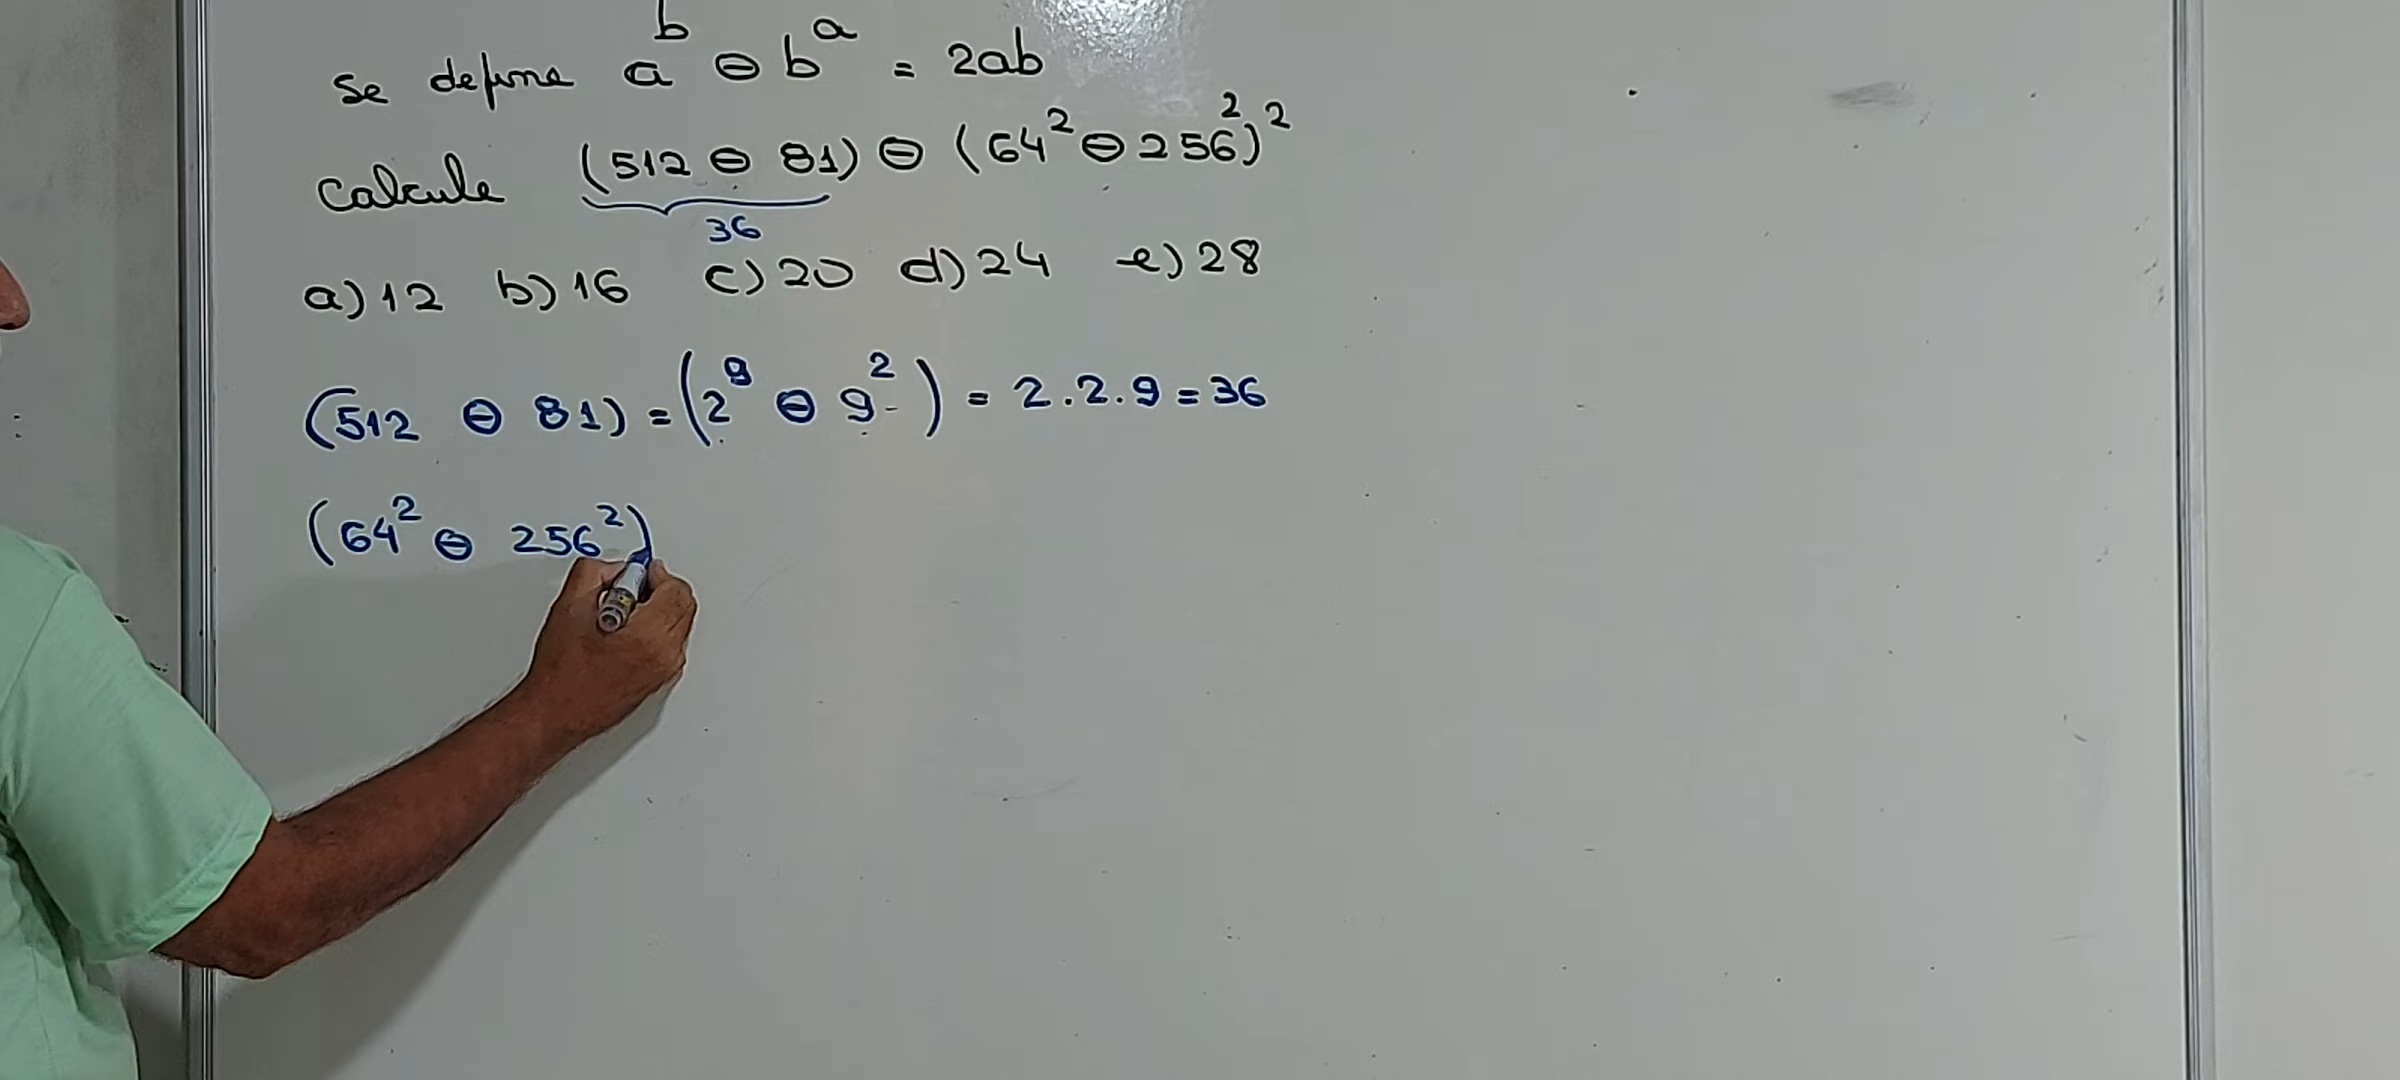 Se define a^b ⊖ b^a = 2ab
Calcule (512 ⊖ 81) ⊖ (64² ⊖ 256²)²
36
a) 12 b) 16 c) 20 d) 24 e) 28
(512 ⊖ 81) = (2⁹ ⊖ 9²) = 2.2.9 = 36
(64² ⊖ 256²)